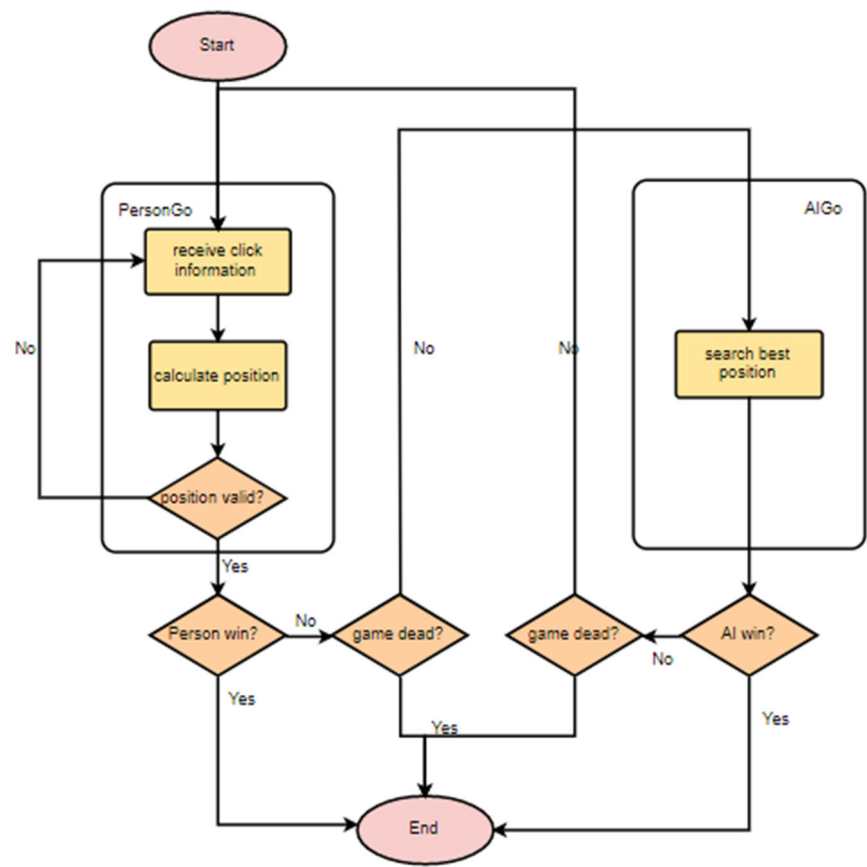 Start
PersonGo
AIGo
receive click
information
No
No
No
calculate position
search best
position
position valid?
Yes
Person win?
No
game dead?
game dead?
No
AI win?
Yes
Yes
Yes
End